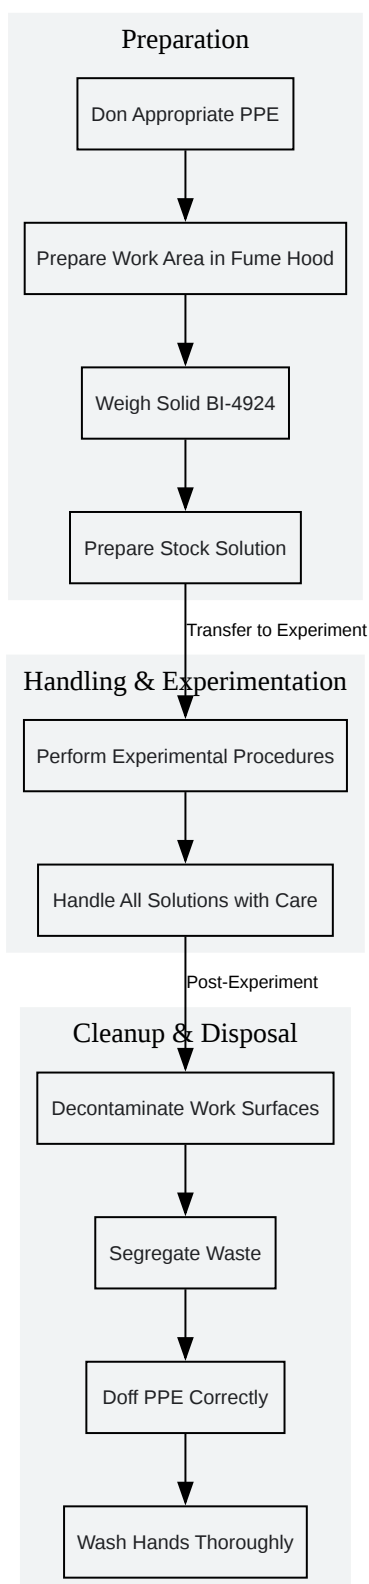 Preparation
Don Appropriate PPE
Prepare Work Area in Fume Hood
Weigh Solid BI-4924
Prepare Stock Solution
Transfer to Experiment
Handling & Experimentation
Perform Experimental Procedures
Handle All Solutions with Care
Post-Experiment
Cleanup & Disposal
Decontaminate Work Surfaces
Segregate Waste
Doff PPE Correctly
Wash Hands Thoroughly